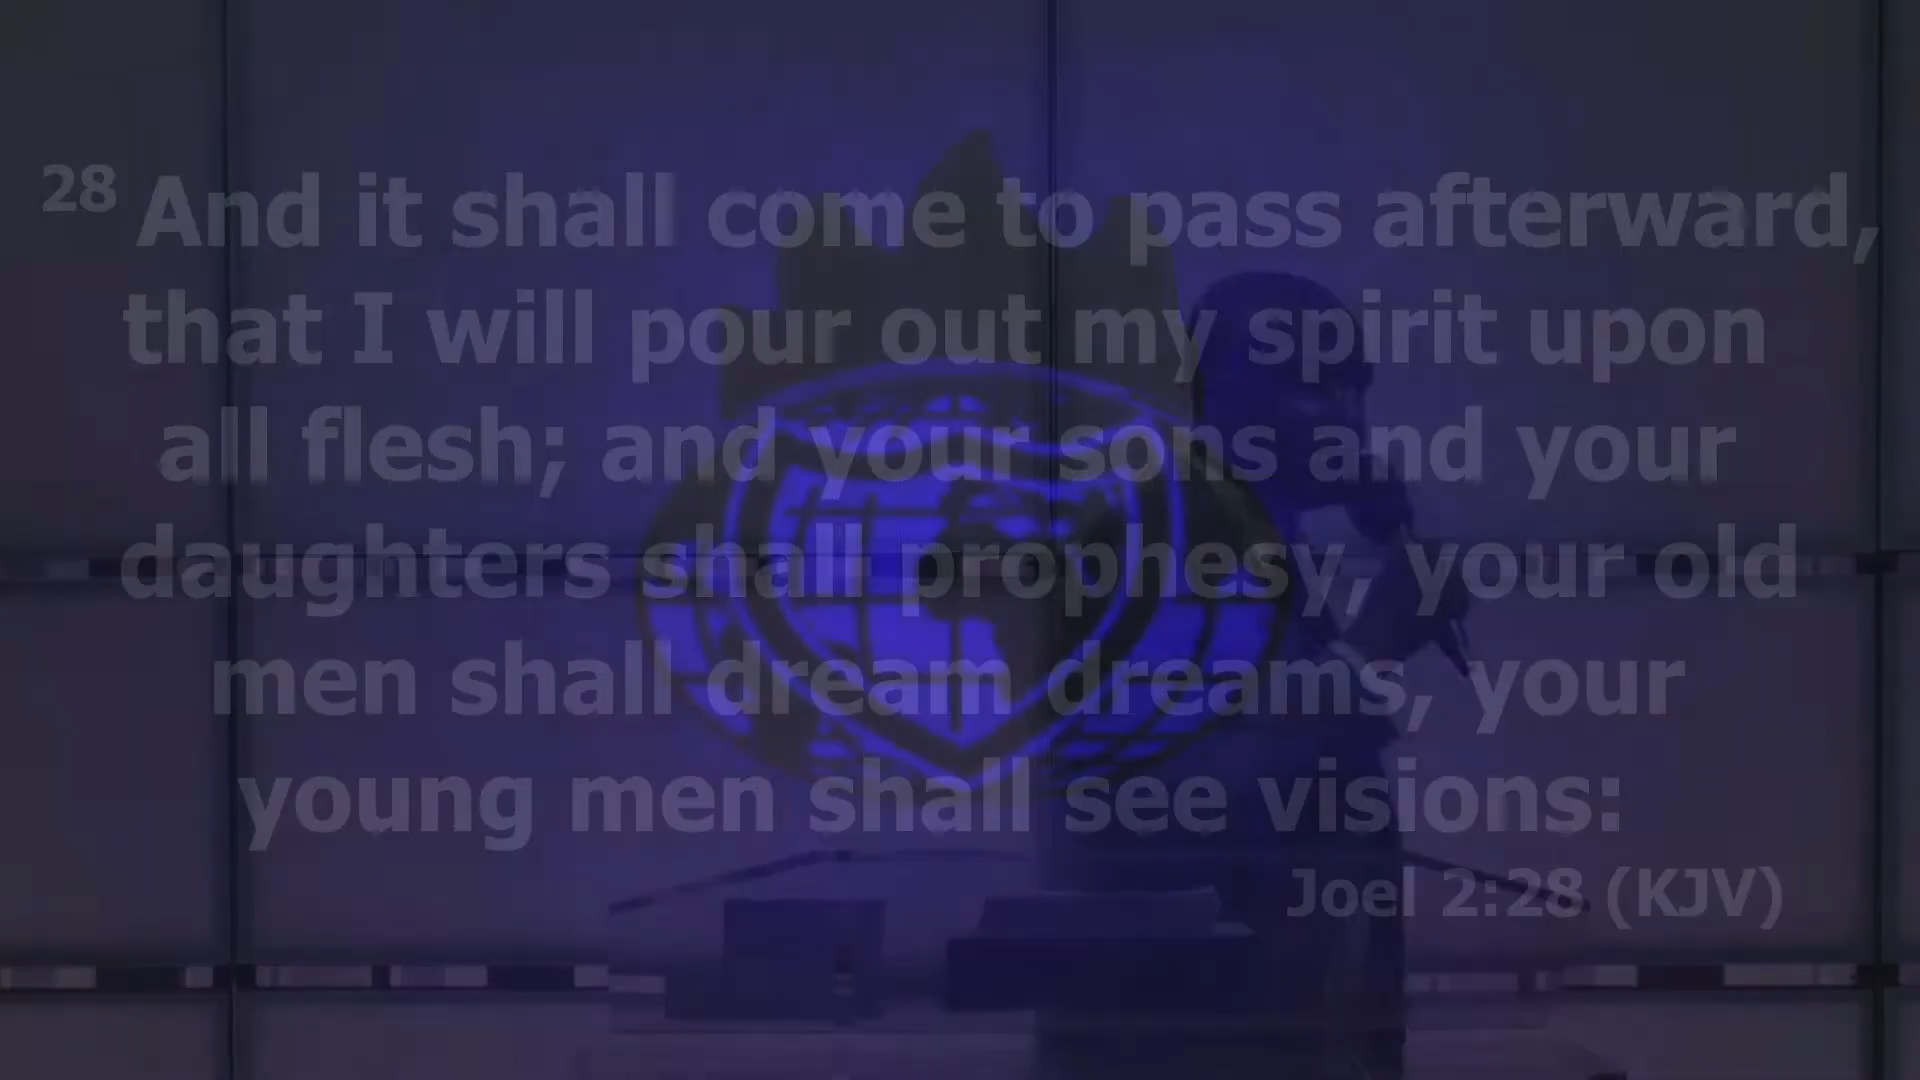 28 And it shall come to pass afterward,
that I will pour out my spirit upon
all flesh; and your sons and your
daughters shall prophesy, your old
men shall dream dreams, your
young men shall see visions:
Joel 2:28 (KJV)